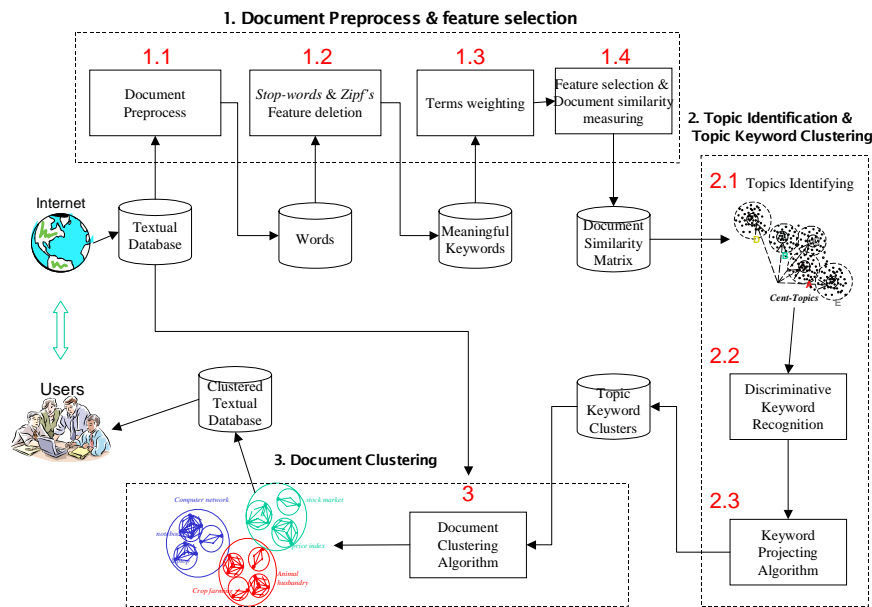 1. Document Preprocess & feature selection
1.1
1.2
1.3
1.4
Document
Preprocess
Stop-words & Zipf's
Feature deletion
Terms weighting
Feature selection &
Document similarity
measuring
2. Topic Identification &
Topic Keyword Clustering
2.1 Topics Identifying
Internet
Textual
Database
Words
Meaningful
Keywords
Document
Similarity
Matrix
D
B
A
E
Cent-Topics
2.2
Users
Clustered
Textual
Database
Topic
Keyword
Clusters
Discriminative
Keyword
Recognition
3. Document Clustering
3
2.3
Computer network
stock market
price index
Animal
husbandry
Crop farming
Document
Clustering
Algorithm
Keyword
Projecting
Algorithm